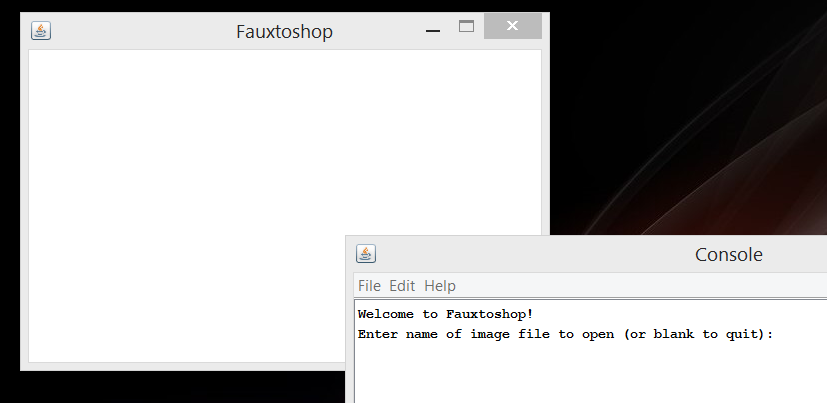 Fauxtoshop
Console
File Edit Help
Welcome to Fauxtoshop!
Enter name of image file to open (or blank to quit):